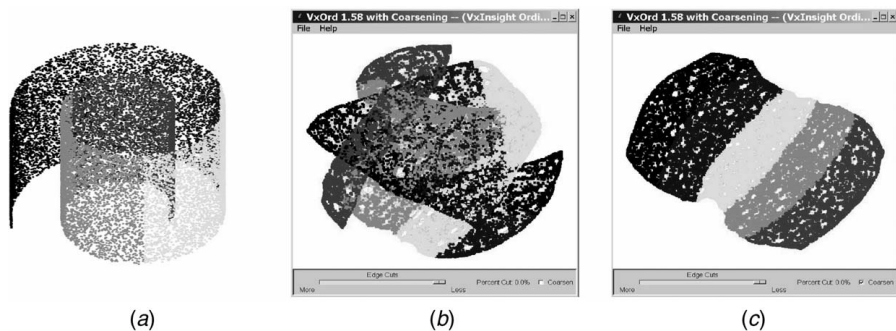 VxOrd 1.58 with Coarsening -- (VxInsight Ordi...
File Help
Edge Cuts
More
Less
Percent Cut: 0.0%
Coarsen
VxOrd 1.58 with Coarsening -- (VxInsight Ordi...
File Help
Edge Cuts
More
Less
Percent Cut: 0.0%
Coarsen
(a)
(b)
(c)